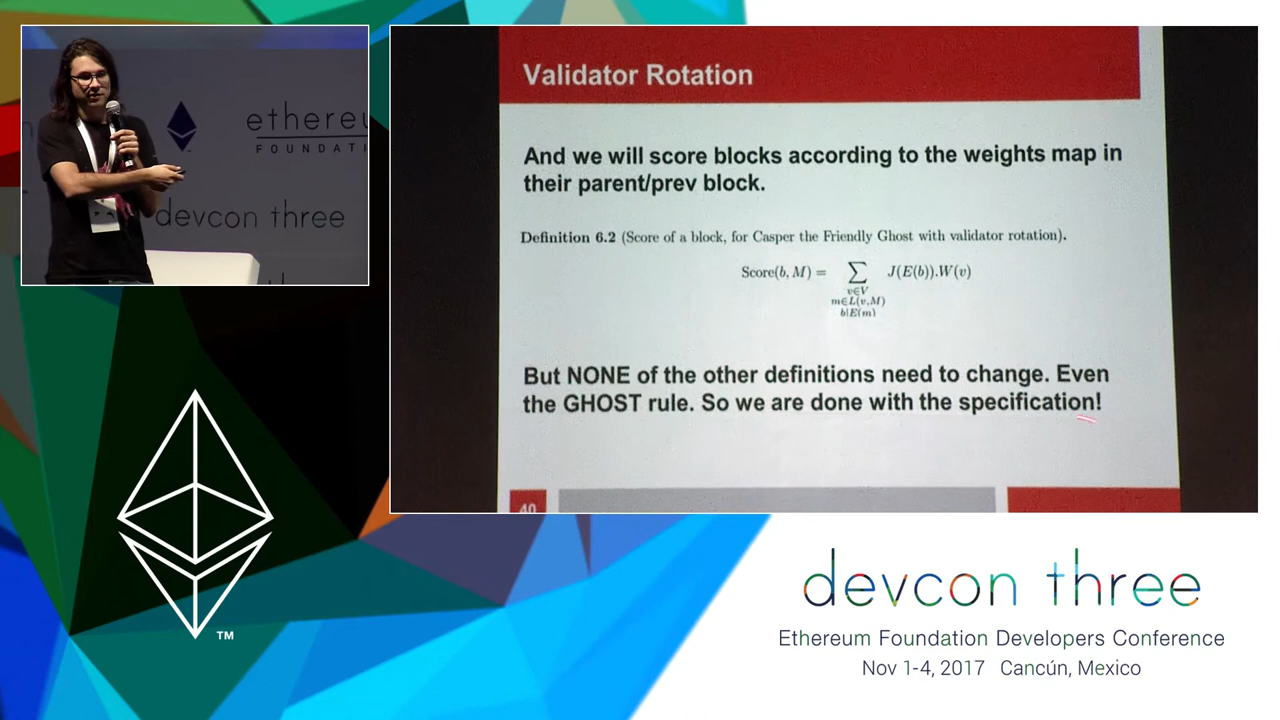 ethereu
FOUNDATI
devcon three
Validator Rotation
And we will score blocks according to the weights map in
their parent/prev block.
Definition 6.2 (Score of a block, for Casper the Friendly Ghost with validator rotation).
Score(b, M) = ∑ J(E(b)).W(v)
v∈V
m∈L(v,M)
b|E(m)
But NONE of the other definitions need to change. Even
the GHOST rule. So we are done with the specification!
40
TM
devcon three
Ethereum Foundation Developers Conference
Nov 1-4, 2017 Cancún, Mexico